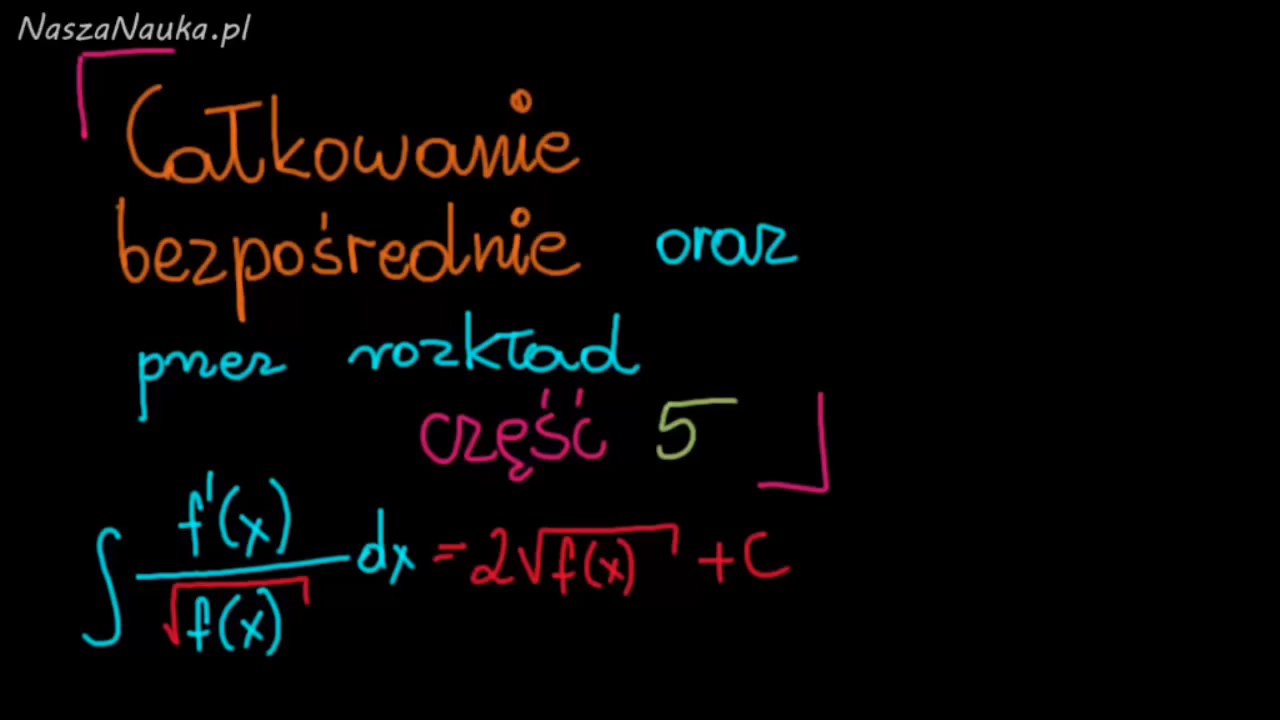 NaszaNauka.pl
Całkowanie
bezpośrednie oraz
przez rozkład
część 5
∫ f'(x)/√f(x) dx = 2√f(x) + C